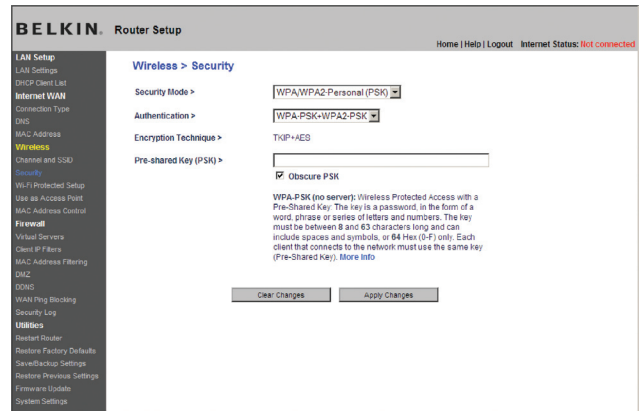 BELKIN. Router Setup
Home | Help | Logout Internet Status: Not connected
LAN Setup
LAN Settings
DHCP Client List
Internet WAN
Connection Type
DNS
MAC Address
Wireless
Channel and SSID
Security
Wi-Fi Protected Setup
Use as Access Point
MAC Address Control
Firewall
Virtual Servers
Client IP Filters
MAC Address Filtering
DMZ
DDNS
WAN Ping Blocking
Security Log
Utilities
Restart Router
Restore Factory Defaults
Save/Backup Settings
Restore Previous Settings
Firmware Update
System Settings
Wireless > Security
Security Mode > WPA/WPA2-Personal (PSK)
Authentication > WPA-PSK+WPA2-PSK
Encryption Technique > TKIP+AES
Pre-shared Key (PSK) >
Obscure PSK
WPA-PSK (no server): Wireless Protected Access with a
Pre-Shared Key: The key is a password, in the form of a
word, phrase or series of letters and numbers. The key
must be between 8 and 63 characters long and can
include spaces and symbols, or 64 Hex (0-F) only. Each
client that connects to the network must use the same key
(Pre-Shared Key). More Info
Clear Changes Apply Changes